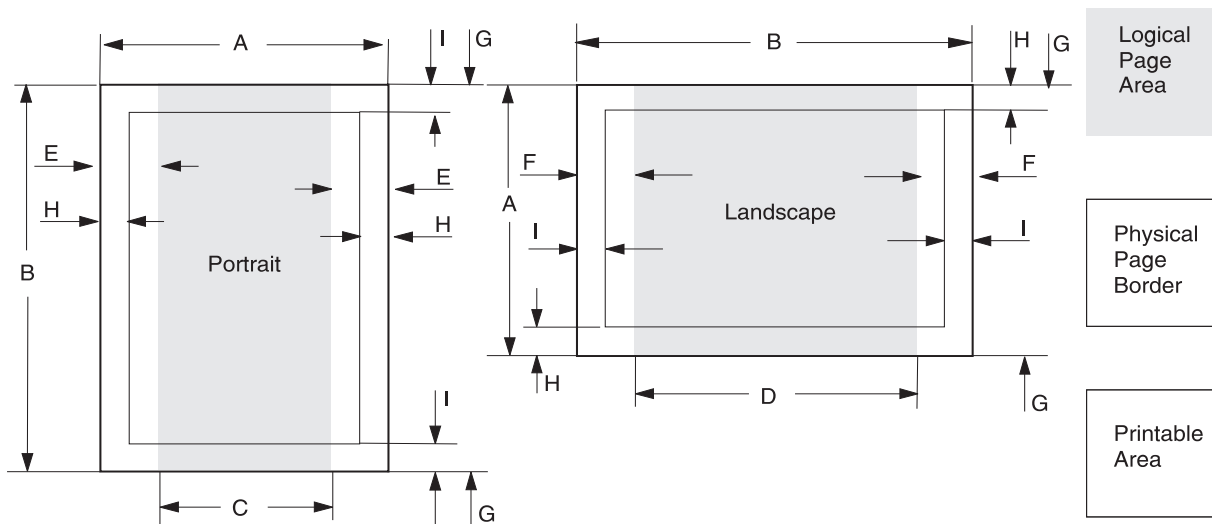 A
I
G
E
E
H
H
B
Portrait
I
C
G
B
H
G
F
F
A
Landscape
I
I
H
D
G
Logical
Page
Area
Physical
Page
Border
Printable
Area